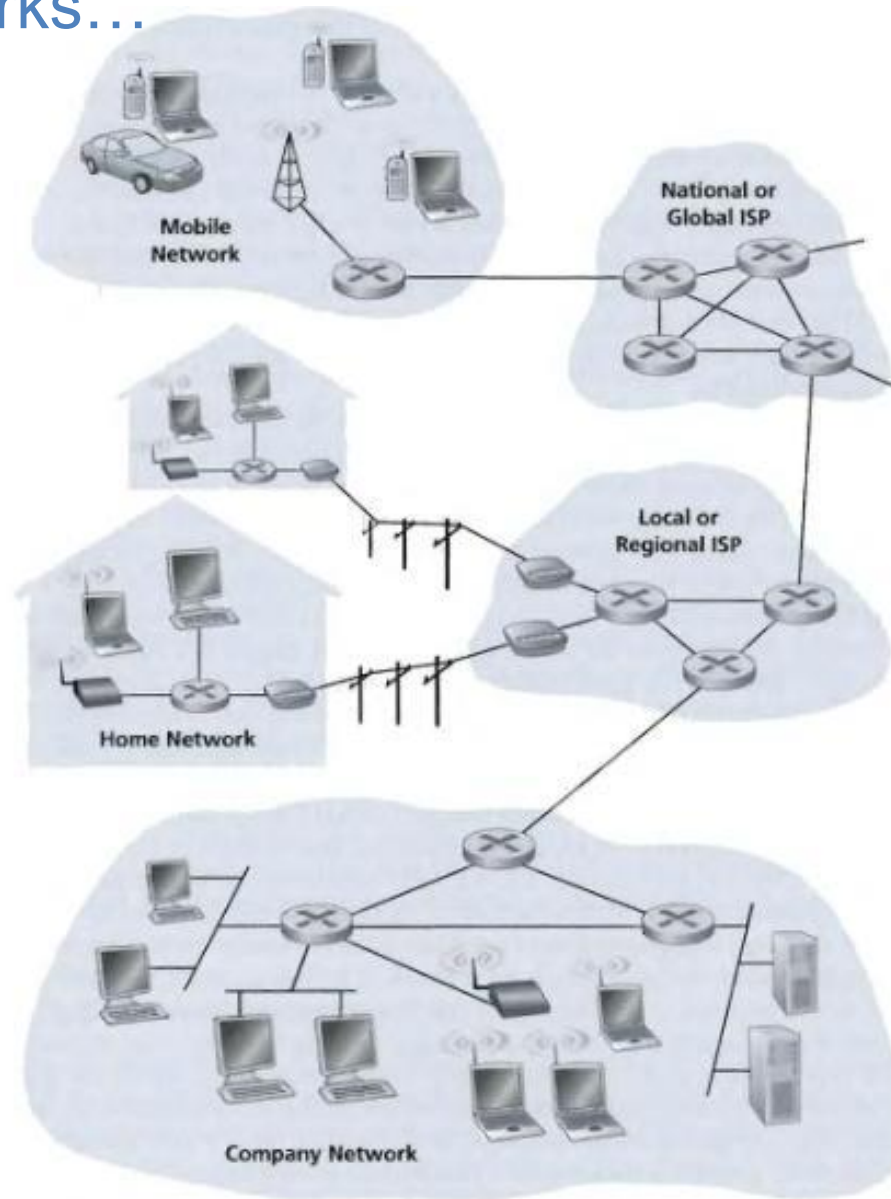 rks...
Mobile
Network
National or
Global ISP
Local or
Regional ISP
Home Network
Company Network